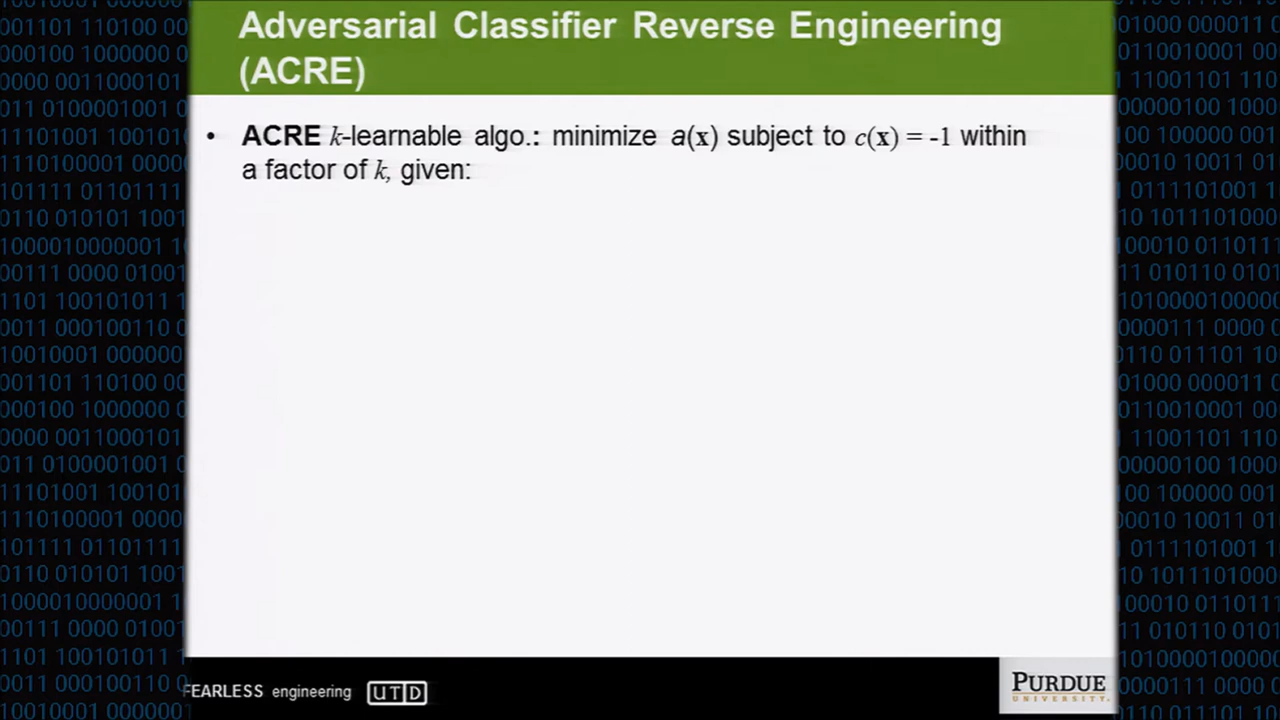 Adversarial Classifier Reverse Engineering
(ACRE)
• ACRE k-learnable algo.: minimize a(x) subject to c(x) = -1 within
a factor of k, given:
FEARLESS engineering UTD
PURDUE
UNIVERSITY